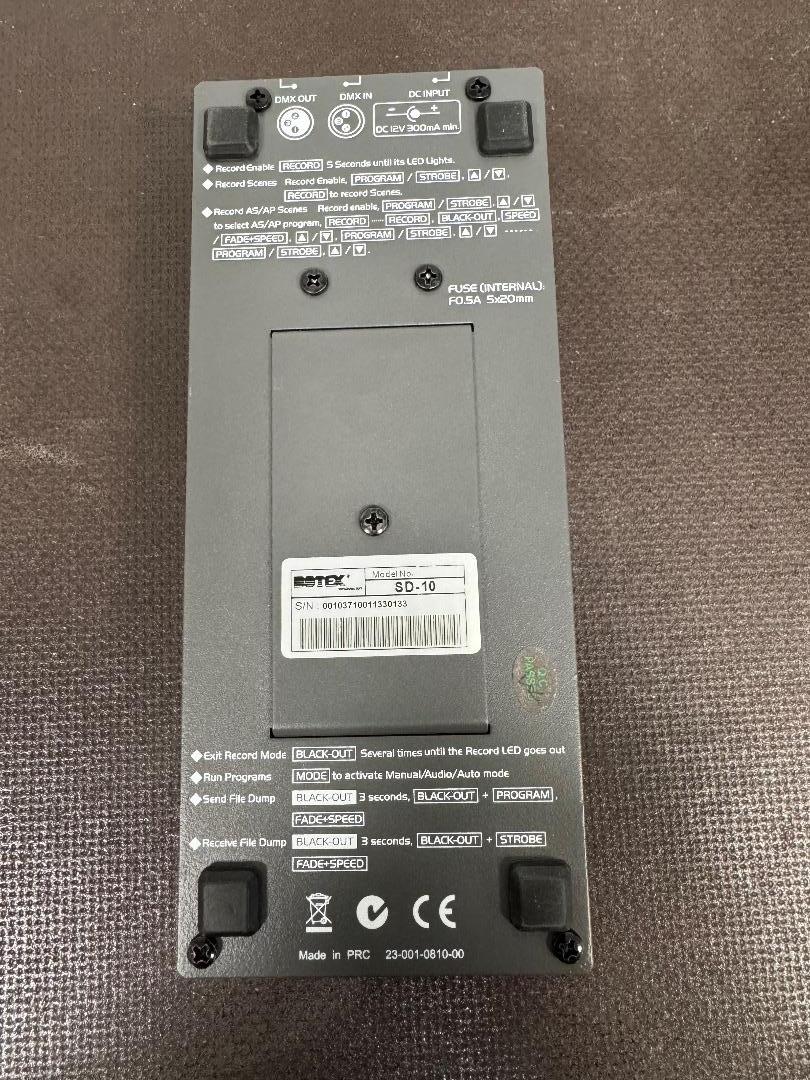 DMX OUT DMX IN DC INPUT
- +
DC 12V 300mA min.
◆Record Enable RECORD 5 Seconds until its LED Lights.
◆Record Scenes Record Enable, PROGRAM / STROBE, ▲ / ▼,
RECORD to record Scenes.
◆Record AS/AP Scenes Record enable, PROGRAM / STROBE, ▲ / ▼
to select AS/AP program, RECORD ······ RECORD, BLACK-OUT, SPEED
/ FADE+SPEED, ▲ / ▼, PROGRAM / STROBE, ▲ / ▼ ------
PROGRAM / STROBE, ▲ / ▼.
FUSE (INTERNAL):
F0.5A 5x20mm
BOTEX
Model No.
SD-10
S/N : 00103710011330133
Q.C
PASS
◆Exit Record Mode BLACK-OUT Several times until the Record LED goes out
◆Run Programs MODE to activate Manual/Audio/Auto mode
◆Send File Dump BLACK-OUT 3 seconds, BLACK-OUT + PROGRAM,
FADE+SPEED
◆Receive File Dump BLACK-OUT 3 seconds, BLACK-OUT + STROBE
FADE+SPEED
CE
Made in PRC 23-001-0810-00